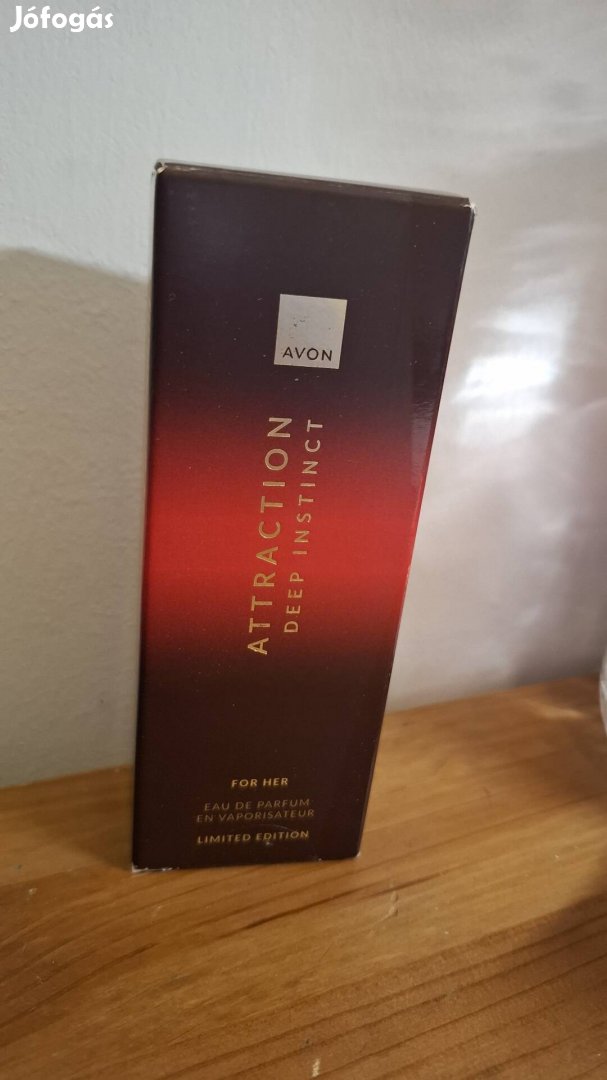 Jófogás
AVON
ATTRACTION
DEEP INSTINCT
FOR HER
EAU DE PARFUM
EN VAPORISATEUR
LIMITED EDITION